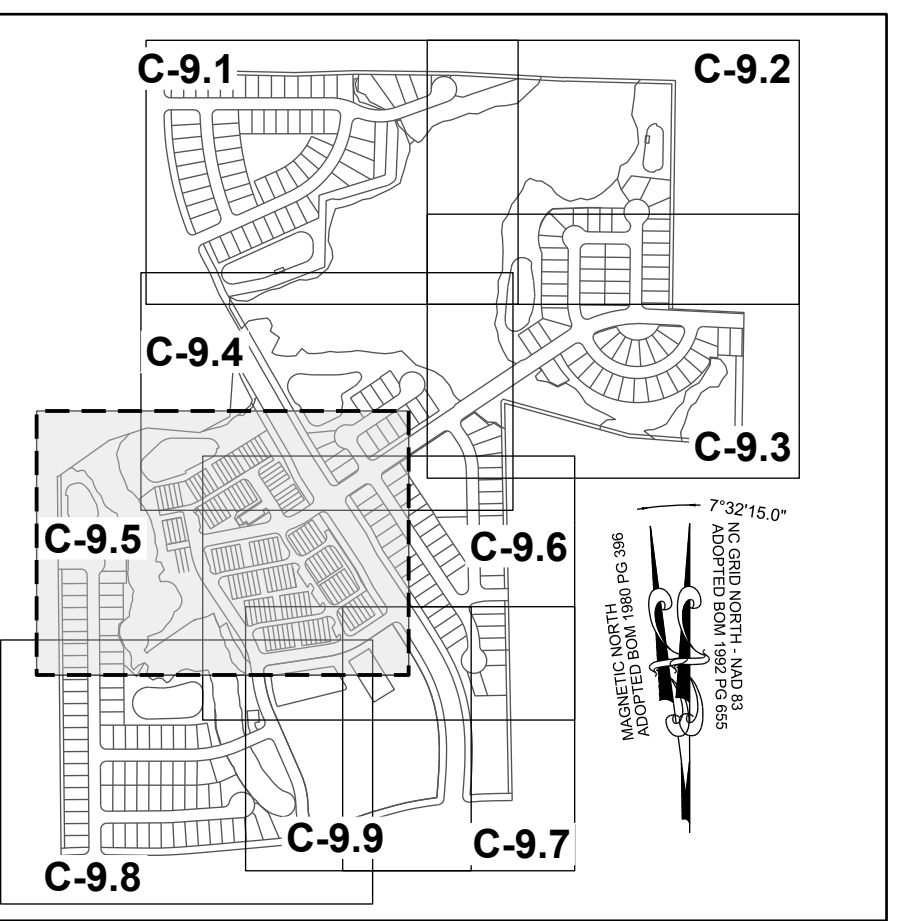 C-9.1
C-9.2
C-9.4
C-9.3
C-9.5
C-9.6
7°32'15.0"
MAGNETIC NORTH
ADOPTED BOM 1980 PG 396
NC GRID NORTH - NAD 83
ADOPTED BOM 1992 PG 655
C-9.9
C-9.7
C-9.8